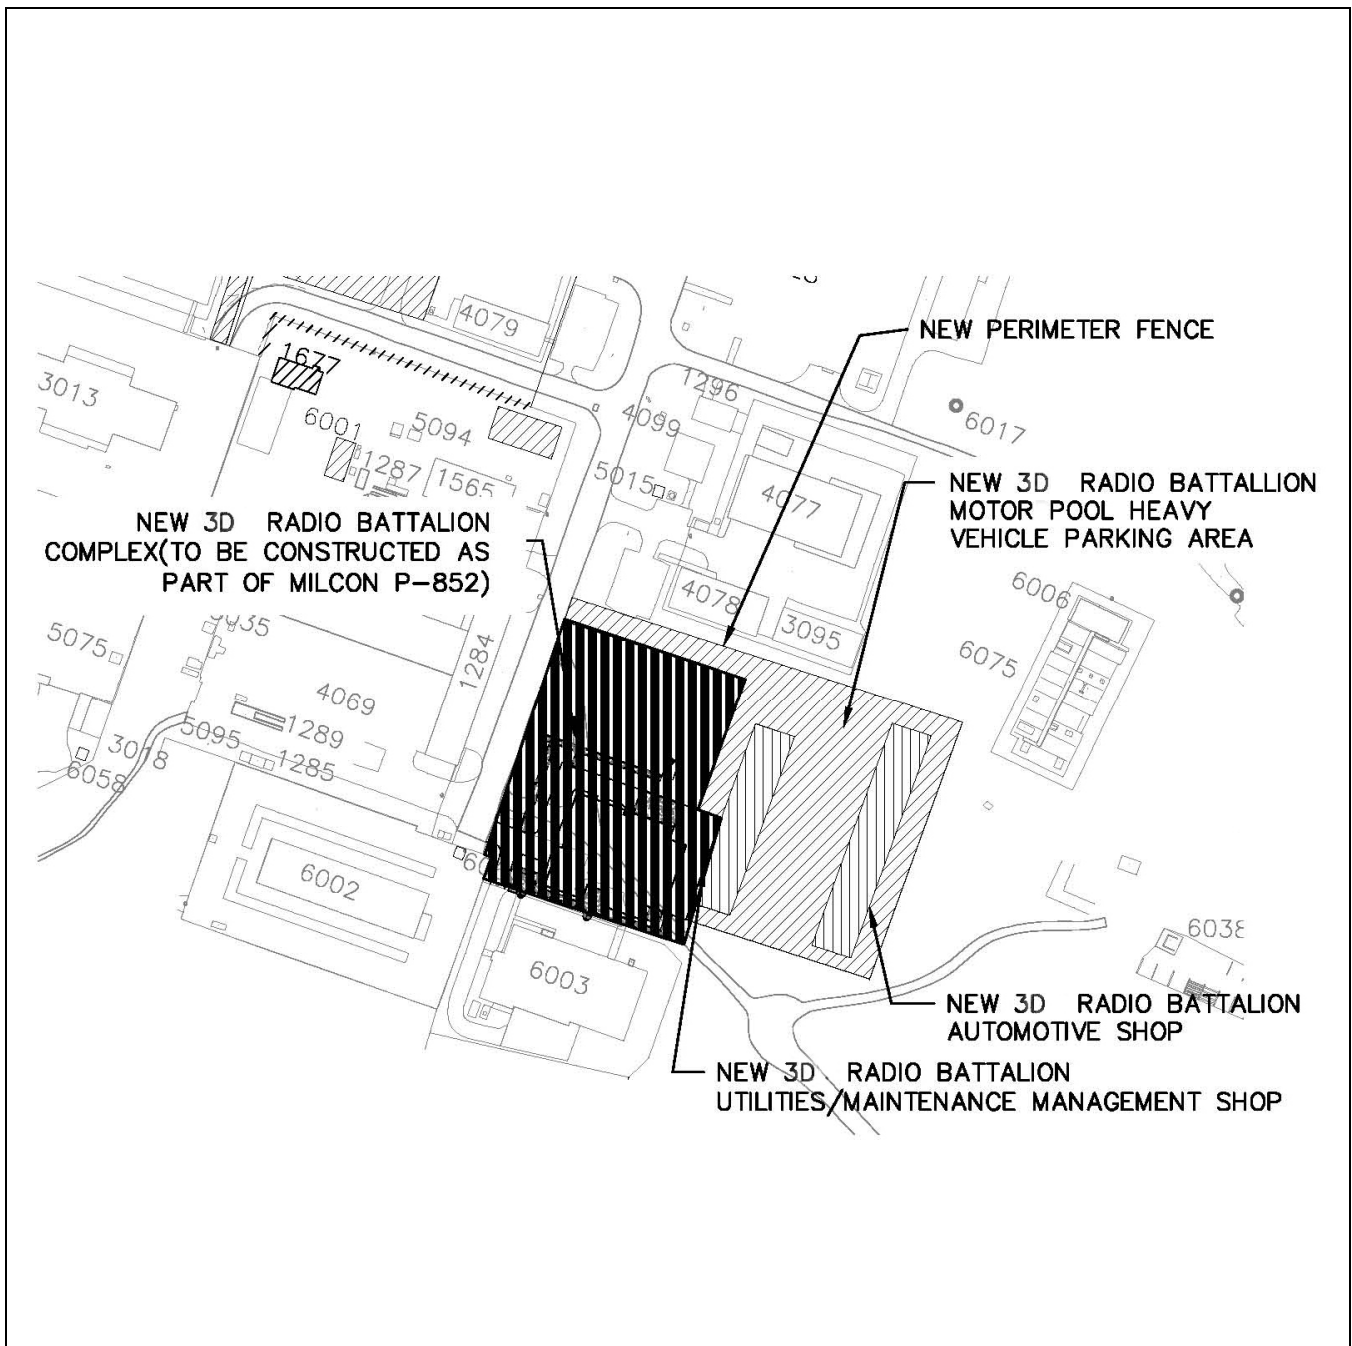 4079
NEW PERIMETER FENCE
1677
3013
1296
6001
5094
4099
6017
1287
1565
5015
4077
NEW 3D RADIO BATTALLION
MOTOR POOL HEAVY
VEHICLE PARKING AREA
NEW 3D RADIO BATTALION
COMPLEX(TO BE CONSTRUCTED AS
PART OF MILCON P-852)
4078
6006
3095
5075
1284
6075
4069
1289
5095
3018
1285
6058
6002
6003
6038
NEW 3D RADIO BATTALION
AUTOMOTIVE SHOP
NEW 3D RADIO BATTALION
UTILITIES/MAINTENANCE MANAGEMENT SHOP